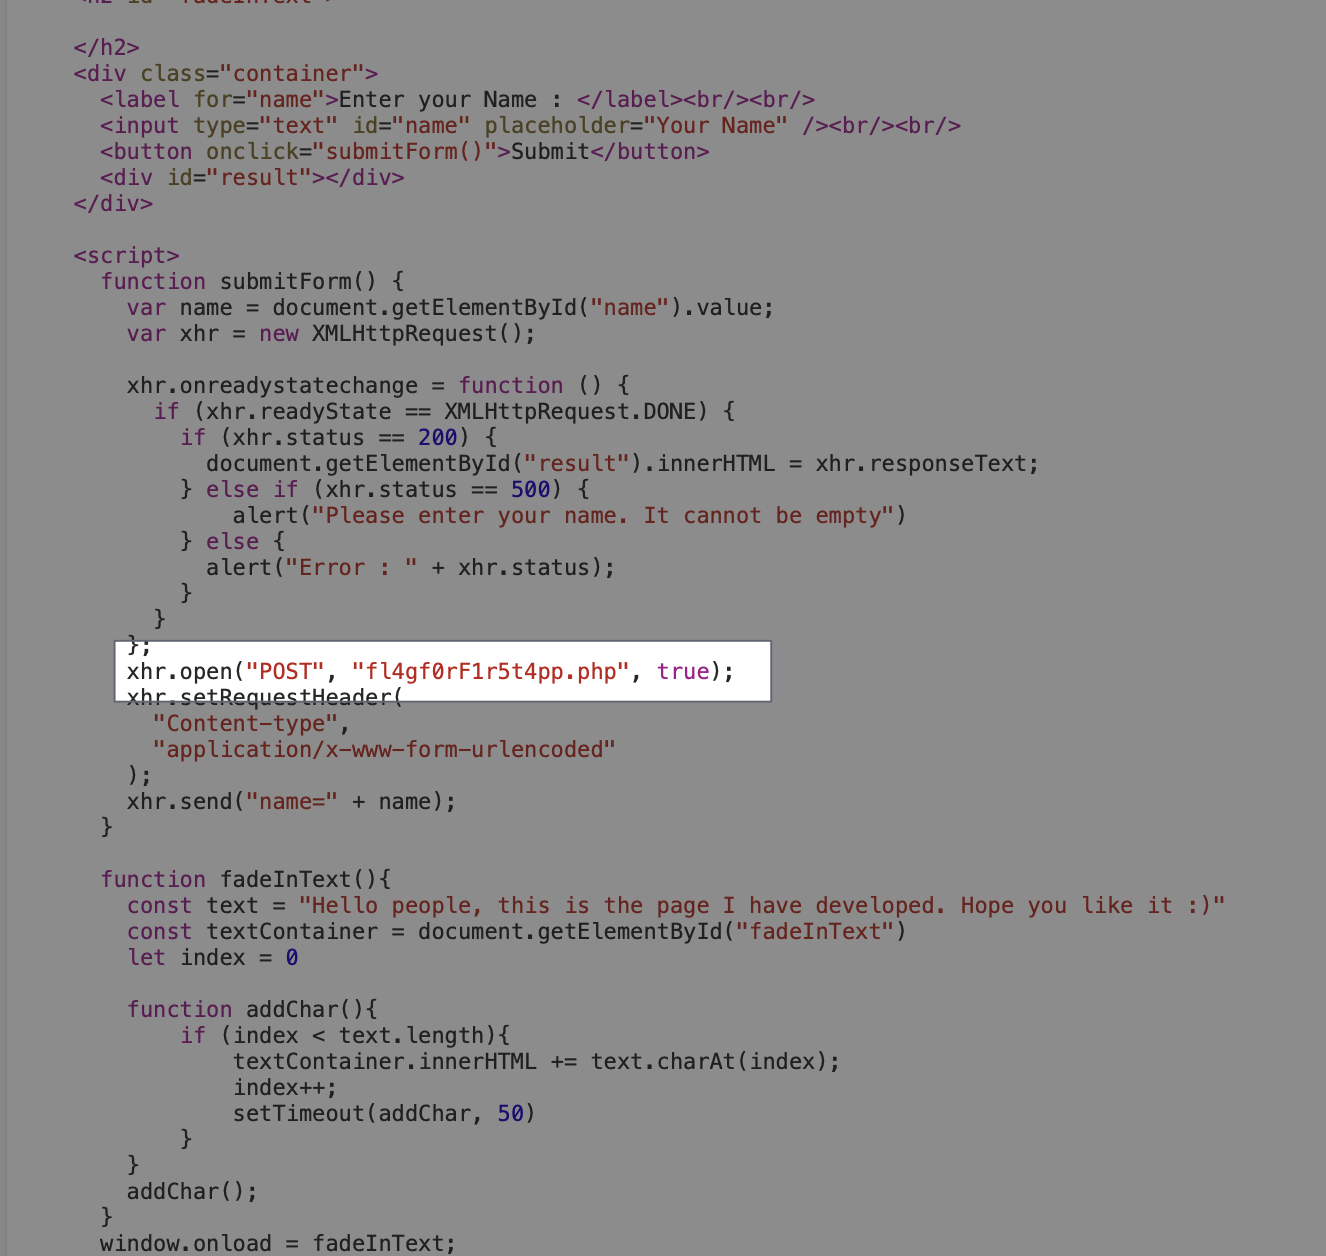 </h2>
<div class="container">
<label for="name">Enter your Name : </label><br/><br/>
<input type="text" id="name" placeholder="Your Name" /><br/><br/>
<button onclick="submitForm()">Submit</button>
<div id="result"></div>
</div>
<script>
function submitForm() {
var name = document.getElementById("name").value;
var xhr = new XMLHttpRequest();
xhr.onreadystatechange = function () {
if (xhr.readyState == XMLHttpRequest.DONE) {
if (xhr.status == 200) {
document.getElementById("result").innerHTML = xhr.responseText;
} else if (xhr.status == 500) {
alert("Please enter your name. It cannot be empty")
} else {
alert("Error : " + xhr.status);
}
}
};
xhr.open("POST", "fl4gf0rF1r5t4pp.php", true);
xhr.setRequestHeader(
"Content-type",
"application/x-www-form-urlencoded"
);
xhr.send("name=" + name);
}
function fadeInText(){
const text = "Hello people, this is the page I have developed. Hope you like it :)"
const textContainer = document.getElementById("fadeInText")
let index = 0
function addChar(){
if (index < text.length){
textContainer.innerHTML += text.charAt(index);
index++;
setTimeout(addChar, 50)
}
}
addChar();
}
window.onload = fadeInText;